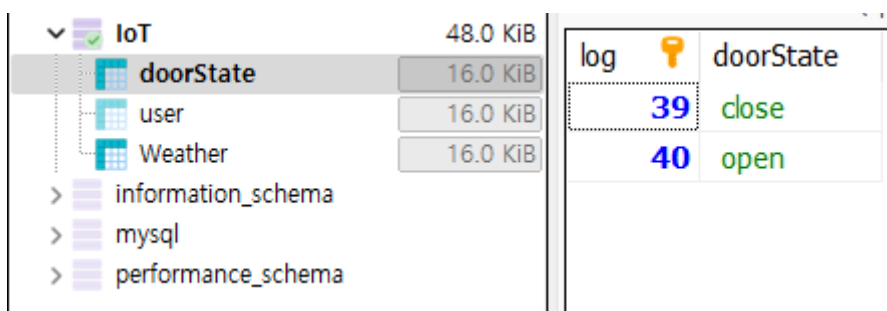 IoT 48.0 KiB
doorState 16.0 KiB
user 16.0 KiB
Weather 16.0 KiB
information_schema
mysql
performance_schema
log doorState
39 close
40 open